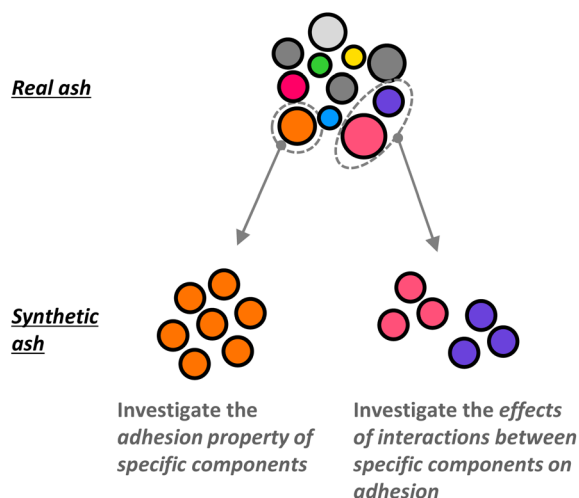 Real ash
Synthetic
ash
Investigate the
adhesion property of
specific components
Investigate the effects
of interactions between
specific components on
adhesion